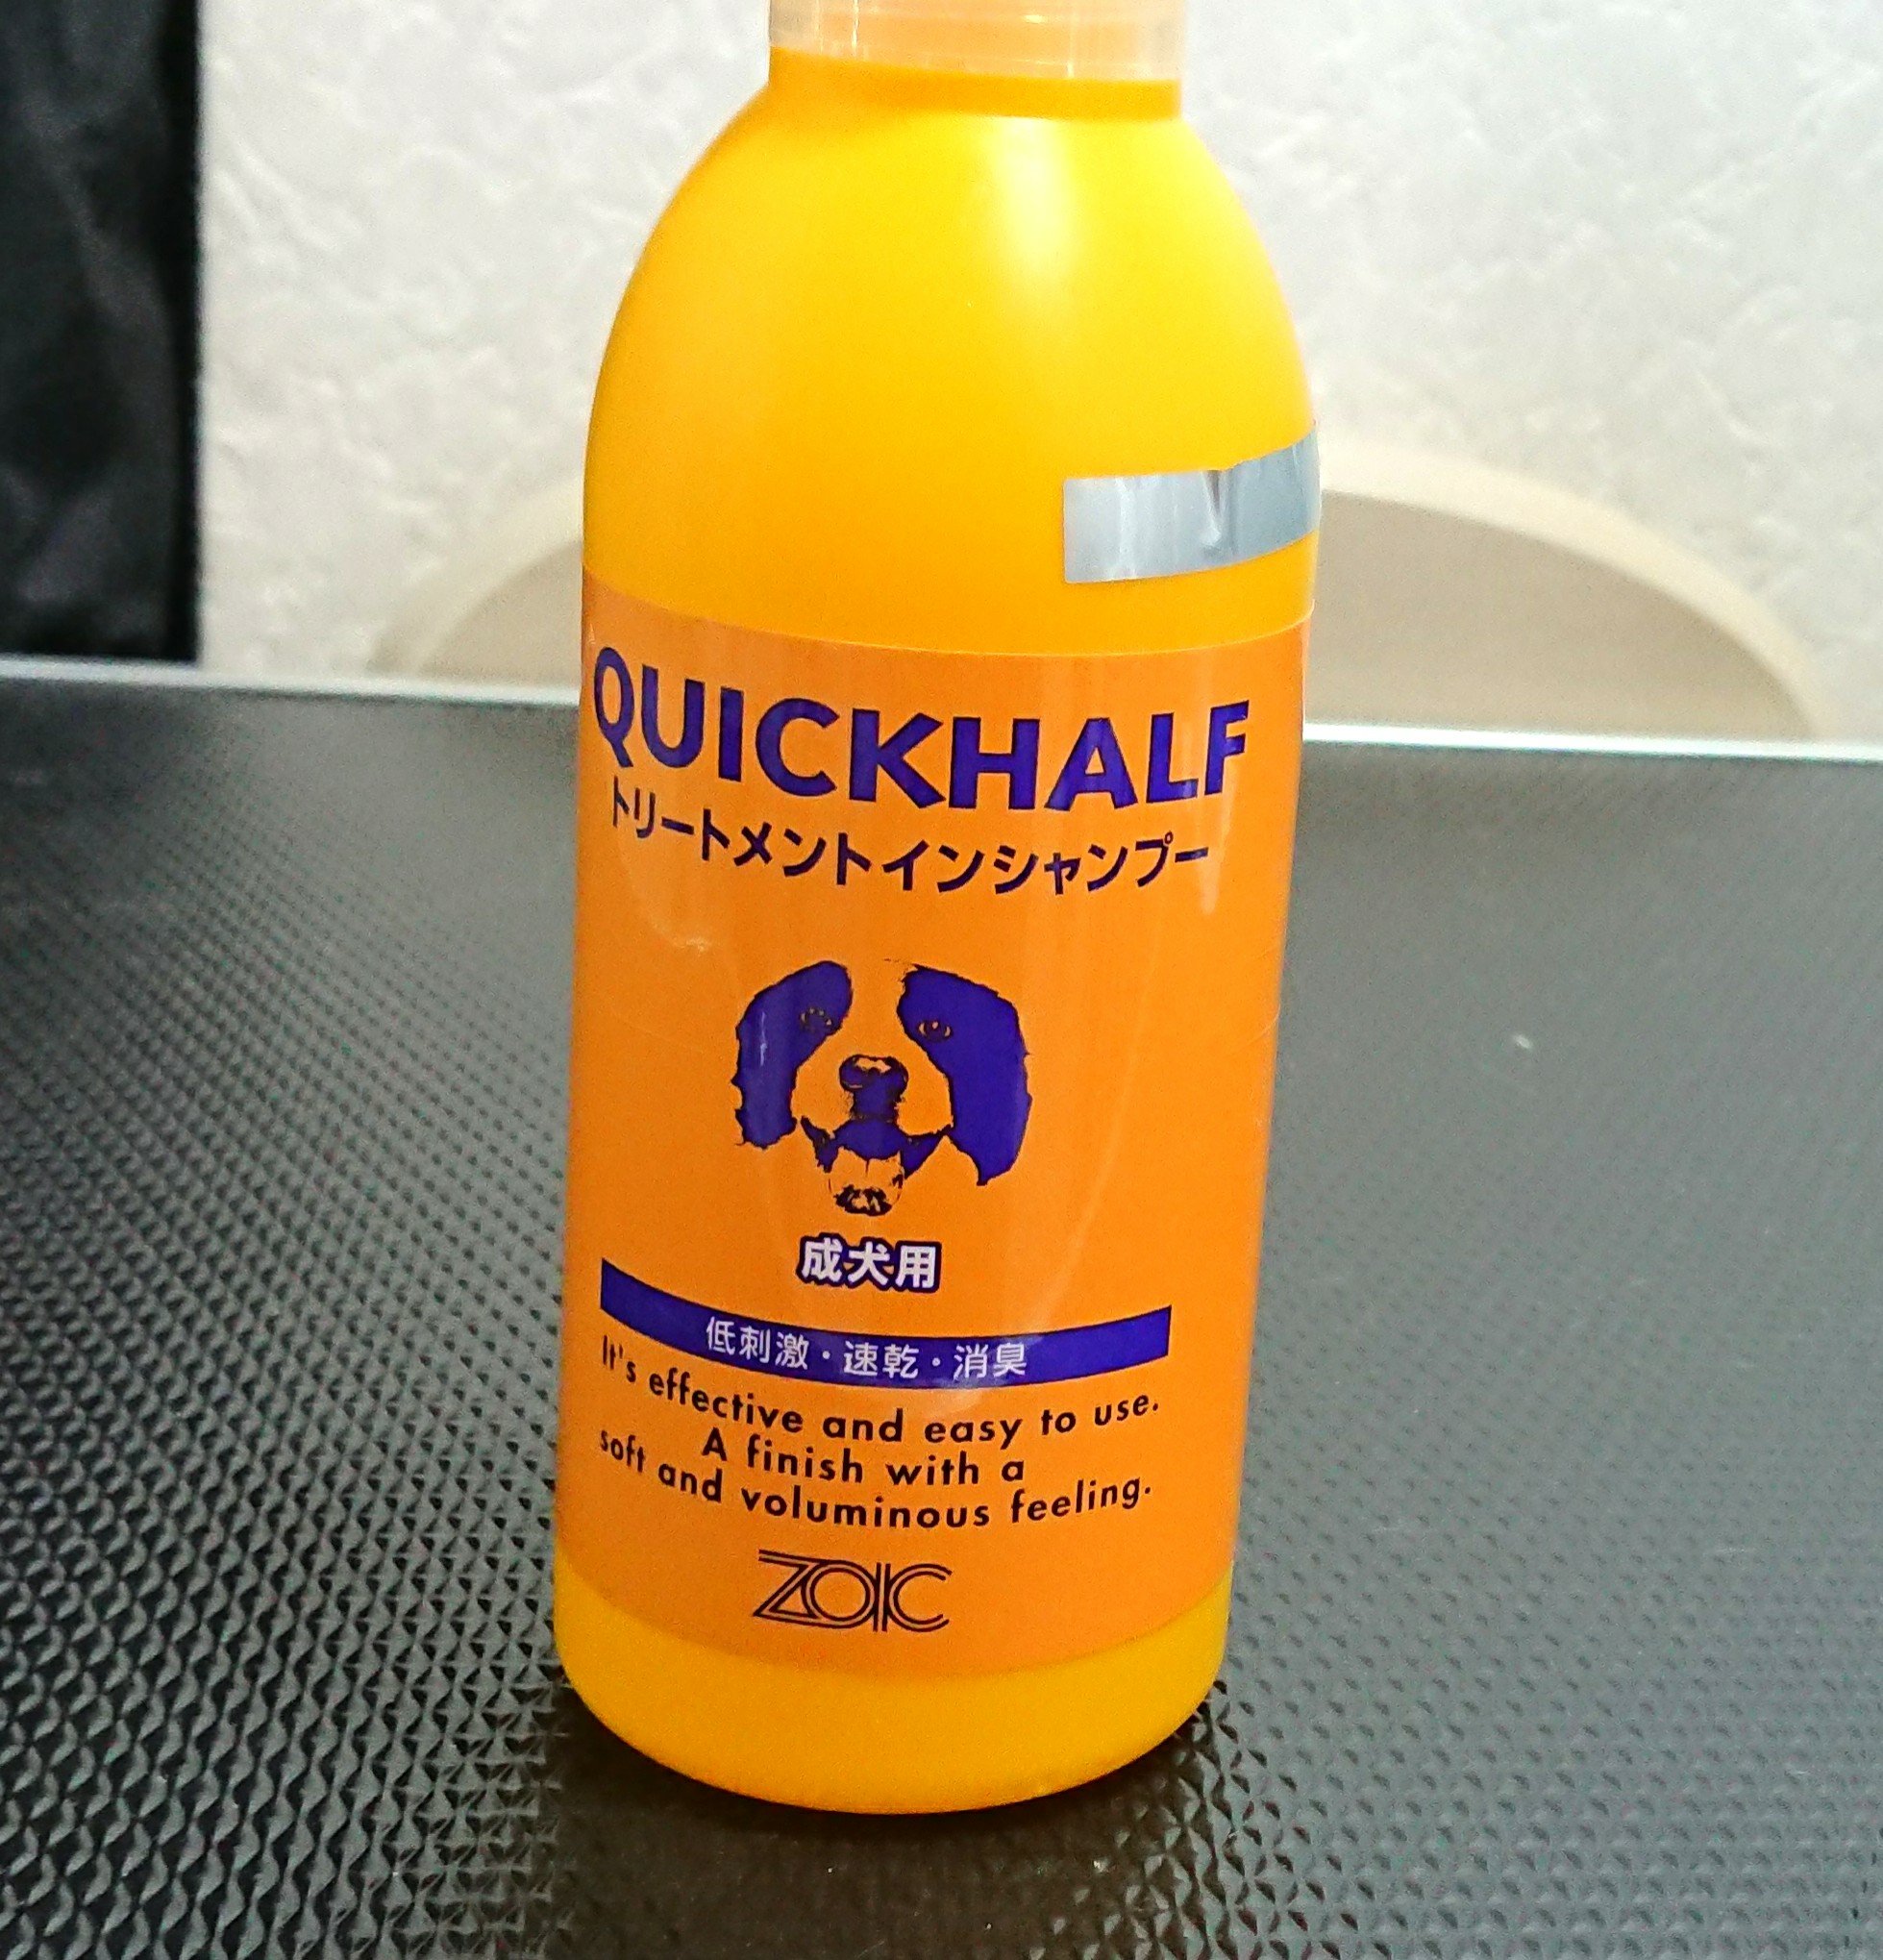 QUICKHALF
トリートメントインシャンプー
成犬用
低刺激・速乾・消臭
It's effective and easy to use.
A finish with a
soft and voluminous feeling.
ZOIC